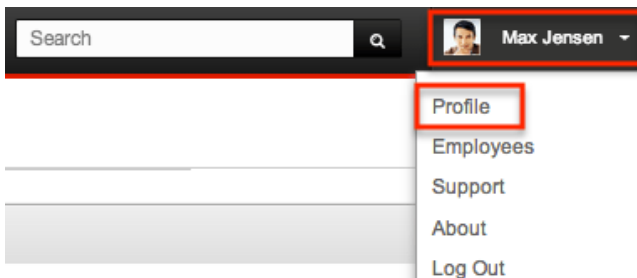 Search
Max Jensen
Profile
Employees
Support
About
Log Out